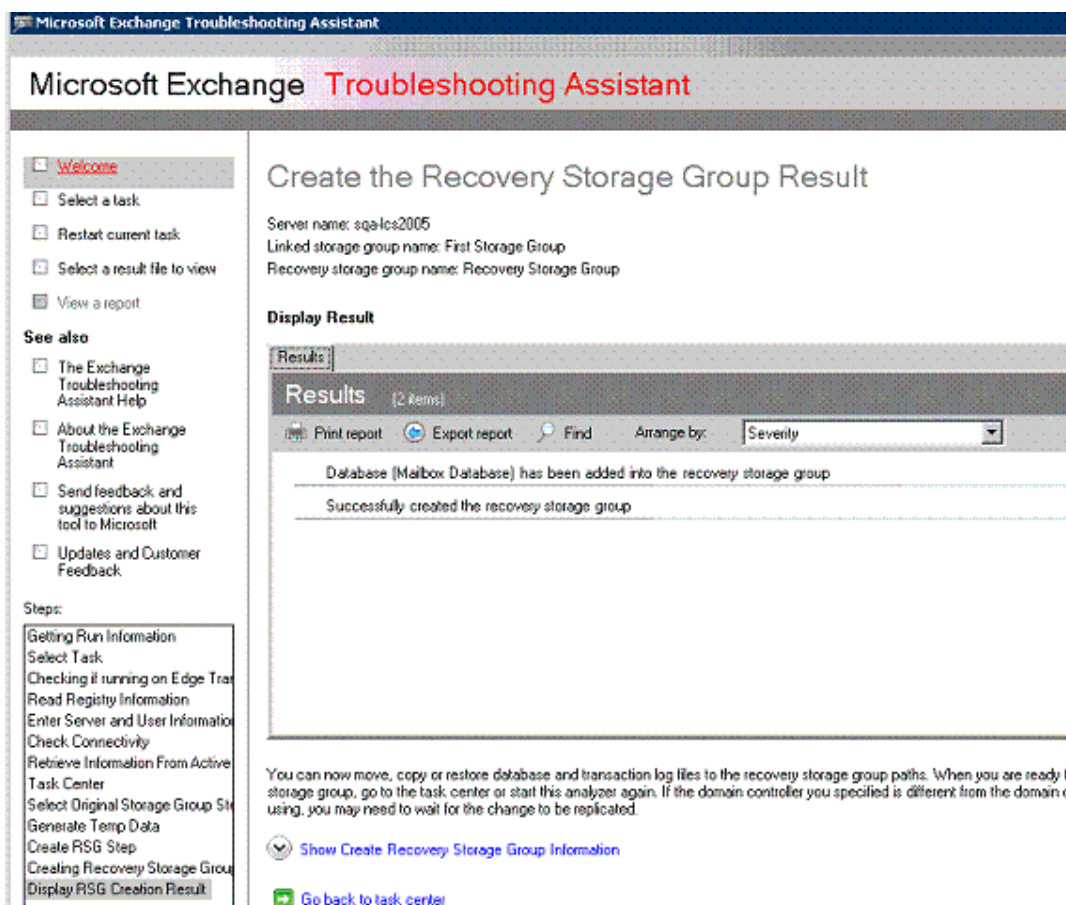 Microsoft Exchange Troubleshooting Assistant
Microsoft Exchange Troubleshooting Assistant
Welcome
Select a task
Restart current task
Select a result file to view
View a report
See also
The Exchange
Troubleshooting
Assistant Help
About the Exchange
Troubleshooting
Assistant
Send feedback and
suggestions about this
tool to Microsoft
Updates and Customer
Feedback
Steps:
Getting Run Information
Select Task
Checking if running on Edge Tra
Read Registry Information
Enter Server and User Informatio
Check Connectivity
Retrieve Information From Active
Task Center
Select Original Storage Group St
Generate Temp Data
Create RSG Step
Creating Recovery Storage Grou
Display RSG Creation Result
Create the Recovery Storage Group Result
Server name: sqa-lcs2005
Linked storage group name: First Storage Group
Recovery storage group name: Recovery Storage Group
Display Result
Results
Results (2 items)
Print report Export report Find Arrange by: Severity
Database (Mailbox Database) has been added into the recovery storage group
Successfully created the recovery storage group
You can now move, copy or restore database and transaction log files to the recovery storage group paths. When you are ready
storage group, go to the task center or start this analyzer again. If the domain controller you specified is different from the domain
using, you may need to wait for the change to be replicated.
Show Create Recovery Storage Group Information
Go back to task center